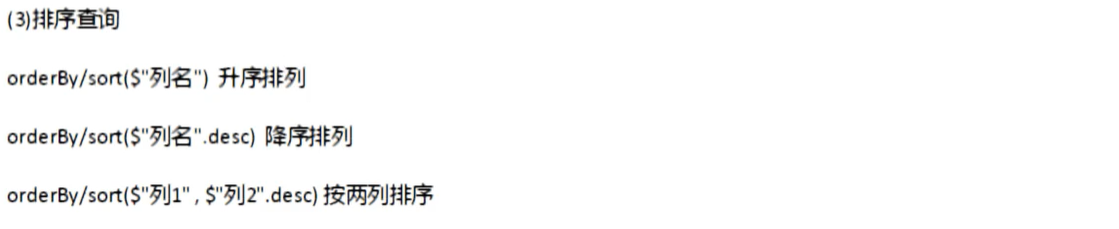 (3)排序查询
orderBy/sort($"列名") 升序排列
orderBy/sort($"列名".desc) 降序排列
orderBy/sort($"列1" , $"列2".desc) 按两列排序